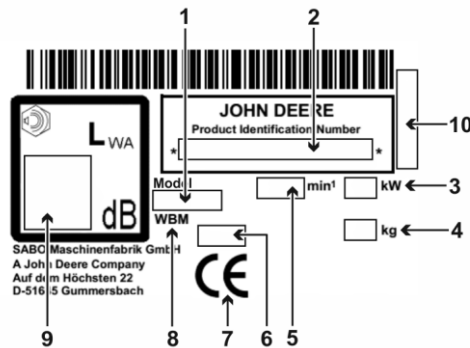 1 2
JOHN DEERE
Product Identification Number
* *
10
L WA
dB
Model
WBM
min¹
kW
3
kg
4
SABO Maschinenfabrik GmbH
A John Deere Company
Auf dem Höchsten 22
D-51645 Gummersbach
CE
9 8 7 6 5